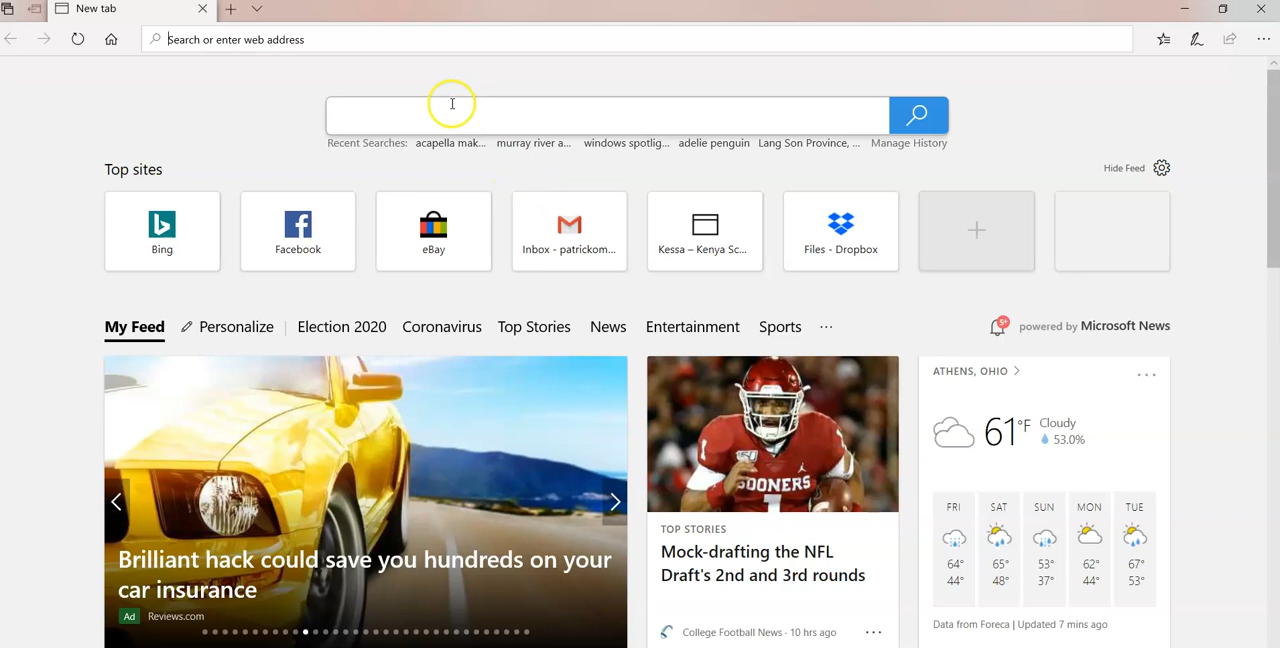 New tab
Search or enter web address
Recent Searches: acapella mak... murray river a... windows spotlig... adelie penguin Lang Son Province, ... Manage History
Top sites
Hide Feed
Bing
Facebook
eBay
Inbox - patrickom...
Kessa – Kenya Sc...
Files - Dropbox
My Feed Personalize Election 2020 Coronavirus Top Stories News Entertainment Sports ...
5+
powered by Microsoft News
Brilliant hack could save you hundreds on your
car insurance
Ad Reviews.com
SOONERS
1
TOP STORIES
Mock-drafting the NFL
Draft's 2nd and 3rd rounds
College Football News · 10 hrs ago
ATHENS, OHIO
61°F Cloudy
53.0%
FRI SAT SUN MON TUE
64° 65° 53° 62° 67°
44° 48° 37° 44° 53°
Data from Foreca | Updated 7 mins ago